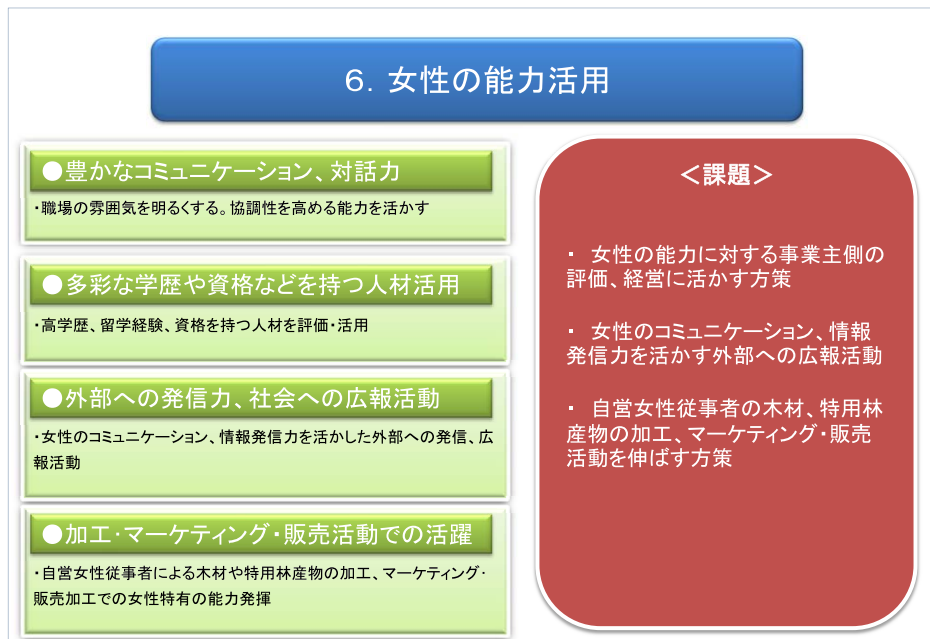 ６．女性の能力活用
●豊かなコミュニケーション、対話力
・職場の雰囲気を明るくする。協調性を高める能力を活かす
●多彩な学歴や資格などを持つ人材活用
・高学歴、留学経験、資格を持つ人材を評価・活用
●外部への発信力、社会への広報活動
・女性のコミュニケーション、情報発信力を活かした外部への発信、広
報活動
●加工・マーケティング・販売活動での活躍
・自営女性従事者による木材や特用林産物の加工、マーケティング・
販売加工での女性特有の能力発揮
＜課題＞
・ 女性の能力に対する事業主側の
評価、経営に活かす方策
・ 女性のコミュニケーション、情報
発信力を活かす外部への広報活動
・ 自営女性従事者の木材、特用林
産物の加工、マーケティング・販売
活動を伸ばす方策